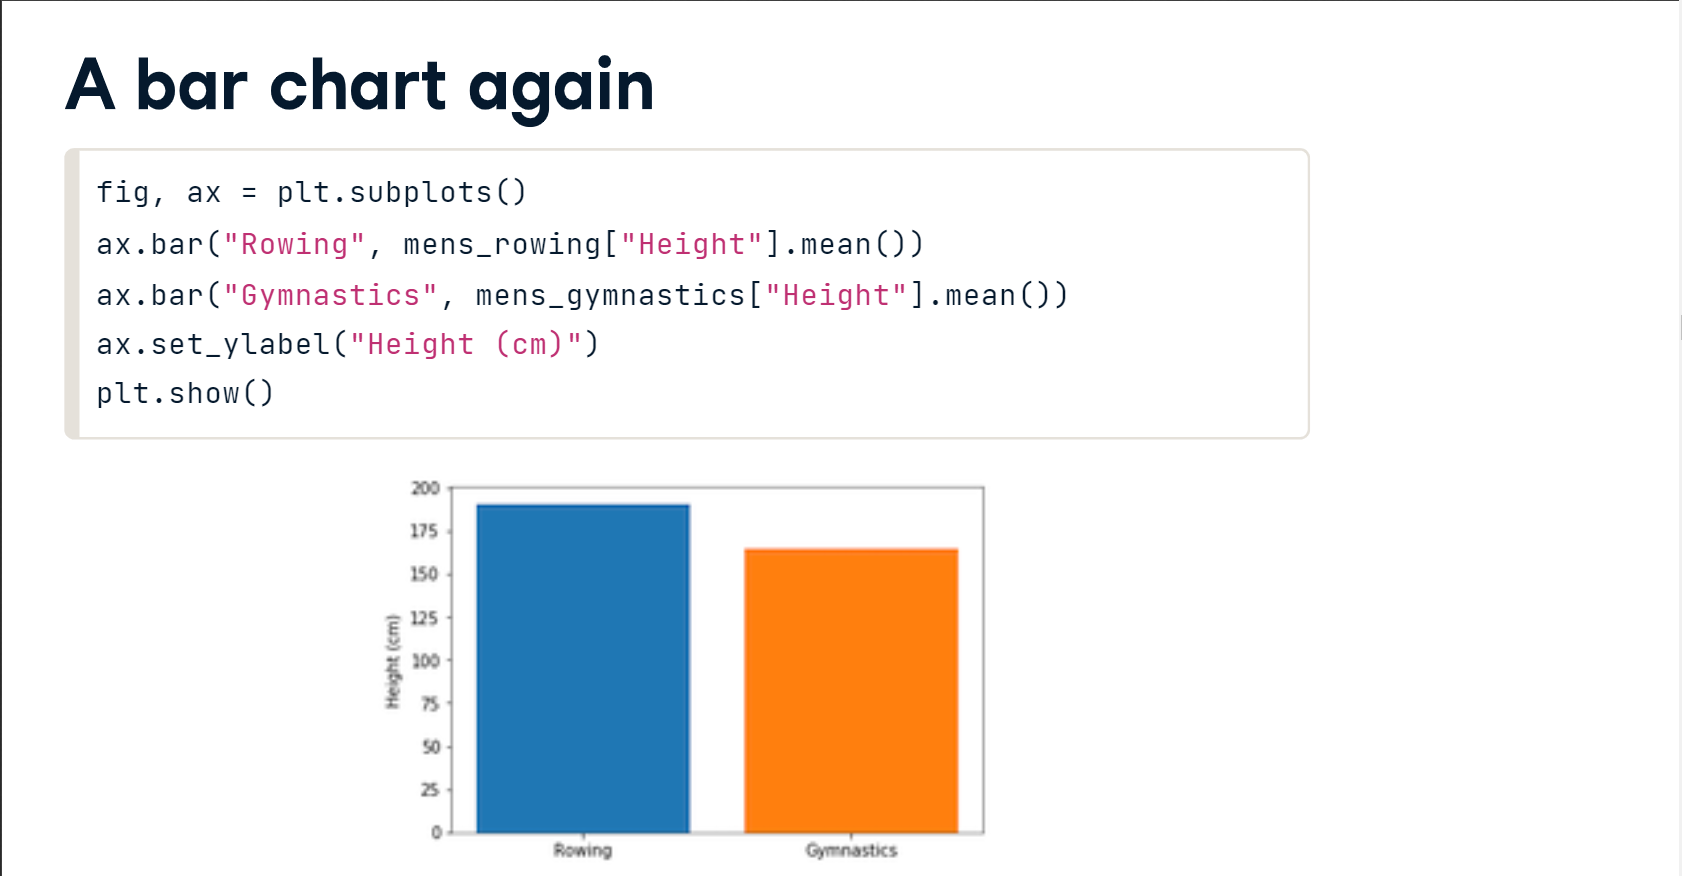 A bar chart again
fig, ax = plt.subplots()
ax.bar("Rowing", mens_rowing["Height"].mean())
ax.bar("Gymnastics", mens_gymnastics["Height"].mean())
ax.set_ylabel("Height (cm)")
plt.show()
200
175
150
125
100
75
50
25
0
Height (cm)
Rowing Gymnastics